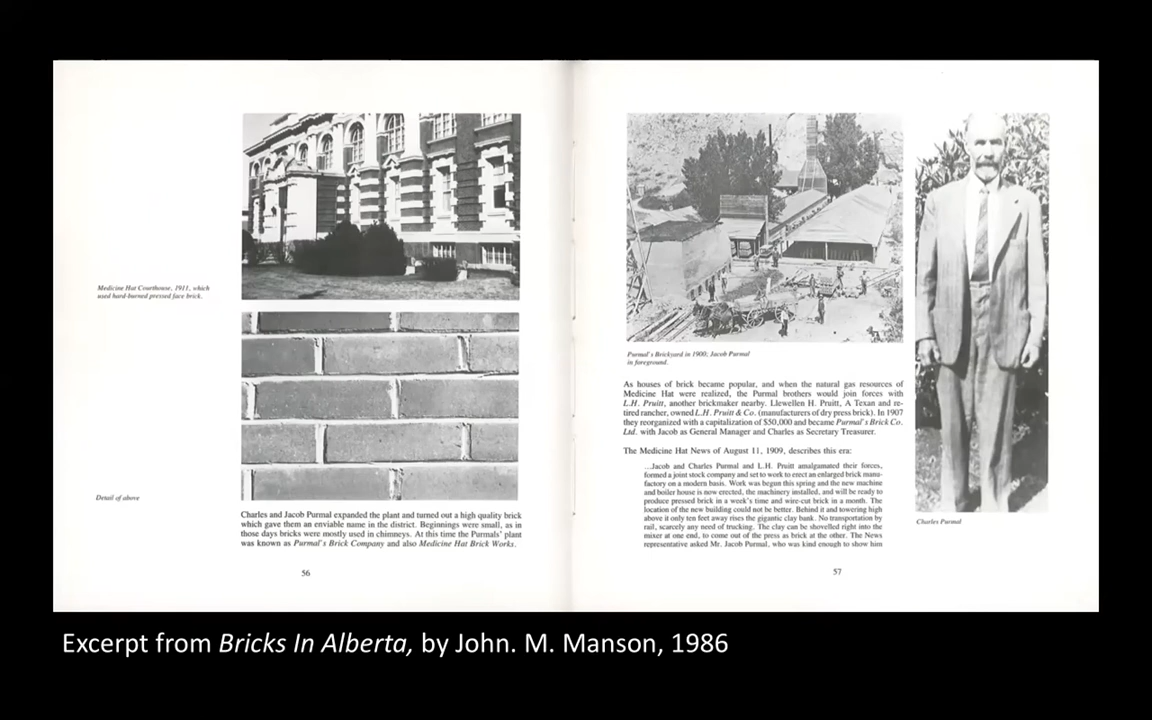 Medicine Hat Courthouse, 1911, which
used hard-burned pressed face brick.
Detail of above
Charles and Jacob Purmal expanded the plant and turned out a high quality brick
which gave them an enviable name in the district. Beginnings were small, as in
those days bricks were mostly used in chimneys. At this time the Purmals' plant
was known as Purmal's Brick Company and also Medicine Hat Brick Works.
56
Purmal's Brickyard in 1900; Jacob Purmal
in foreground.
As houses of brick became popular, and when the natural gas resources of
Medicine Hat were realized, the Purmal brothers would join forces with
L.H. Pruitt, another brickmaker nearby. Llewellen H. Pruitt, A Texan and re-
tired rancher, owned L.H. Pruitt & Co. (manufacturers of dry press brick). In 1907
they reorganized with a capitalization of $50,000 and became Purmal's Brick Co.
Ltd. with Jacob as General Manager and Charles as Secretary Treasurer.
The Medicine Hat News of August 11, 1909, describes this era:
...Jacob and Charles Purmal and L.H. Pruitt amalgamated their forces,
formed a joint stock company and set to work to erect an enlarged brick manu-
factory on a modern basis. Work was begun this spring and the new machine
and boiler house is now erected, the machinery installed, and will be ready to
produce pressed brick in a week's time and wire-cut brick in a month. The
location of the new building could not be better. Behind it and towering high
above it only ten feet away rises the gigantic clay bank. No transportation by
rail, scarcely any need of trucking. The clay can be shovelled right into the
mixer at one end, to come out of the press as brick at the other. The News
representative asked Mr. Jacob Purmal, who was kind enough to show him
Charles Purmal
57
Excerpt from Bricks In Alberta, by John. M. Manson, 1986